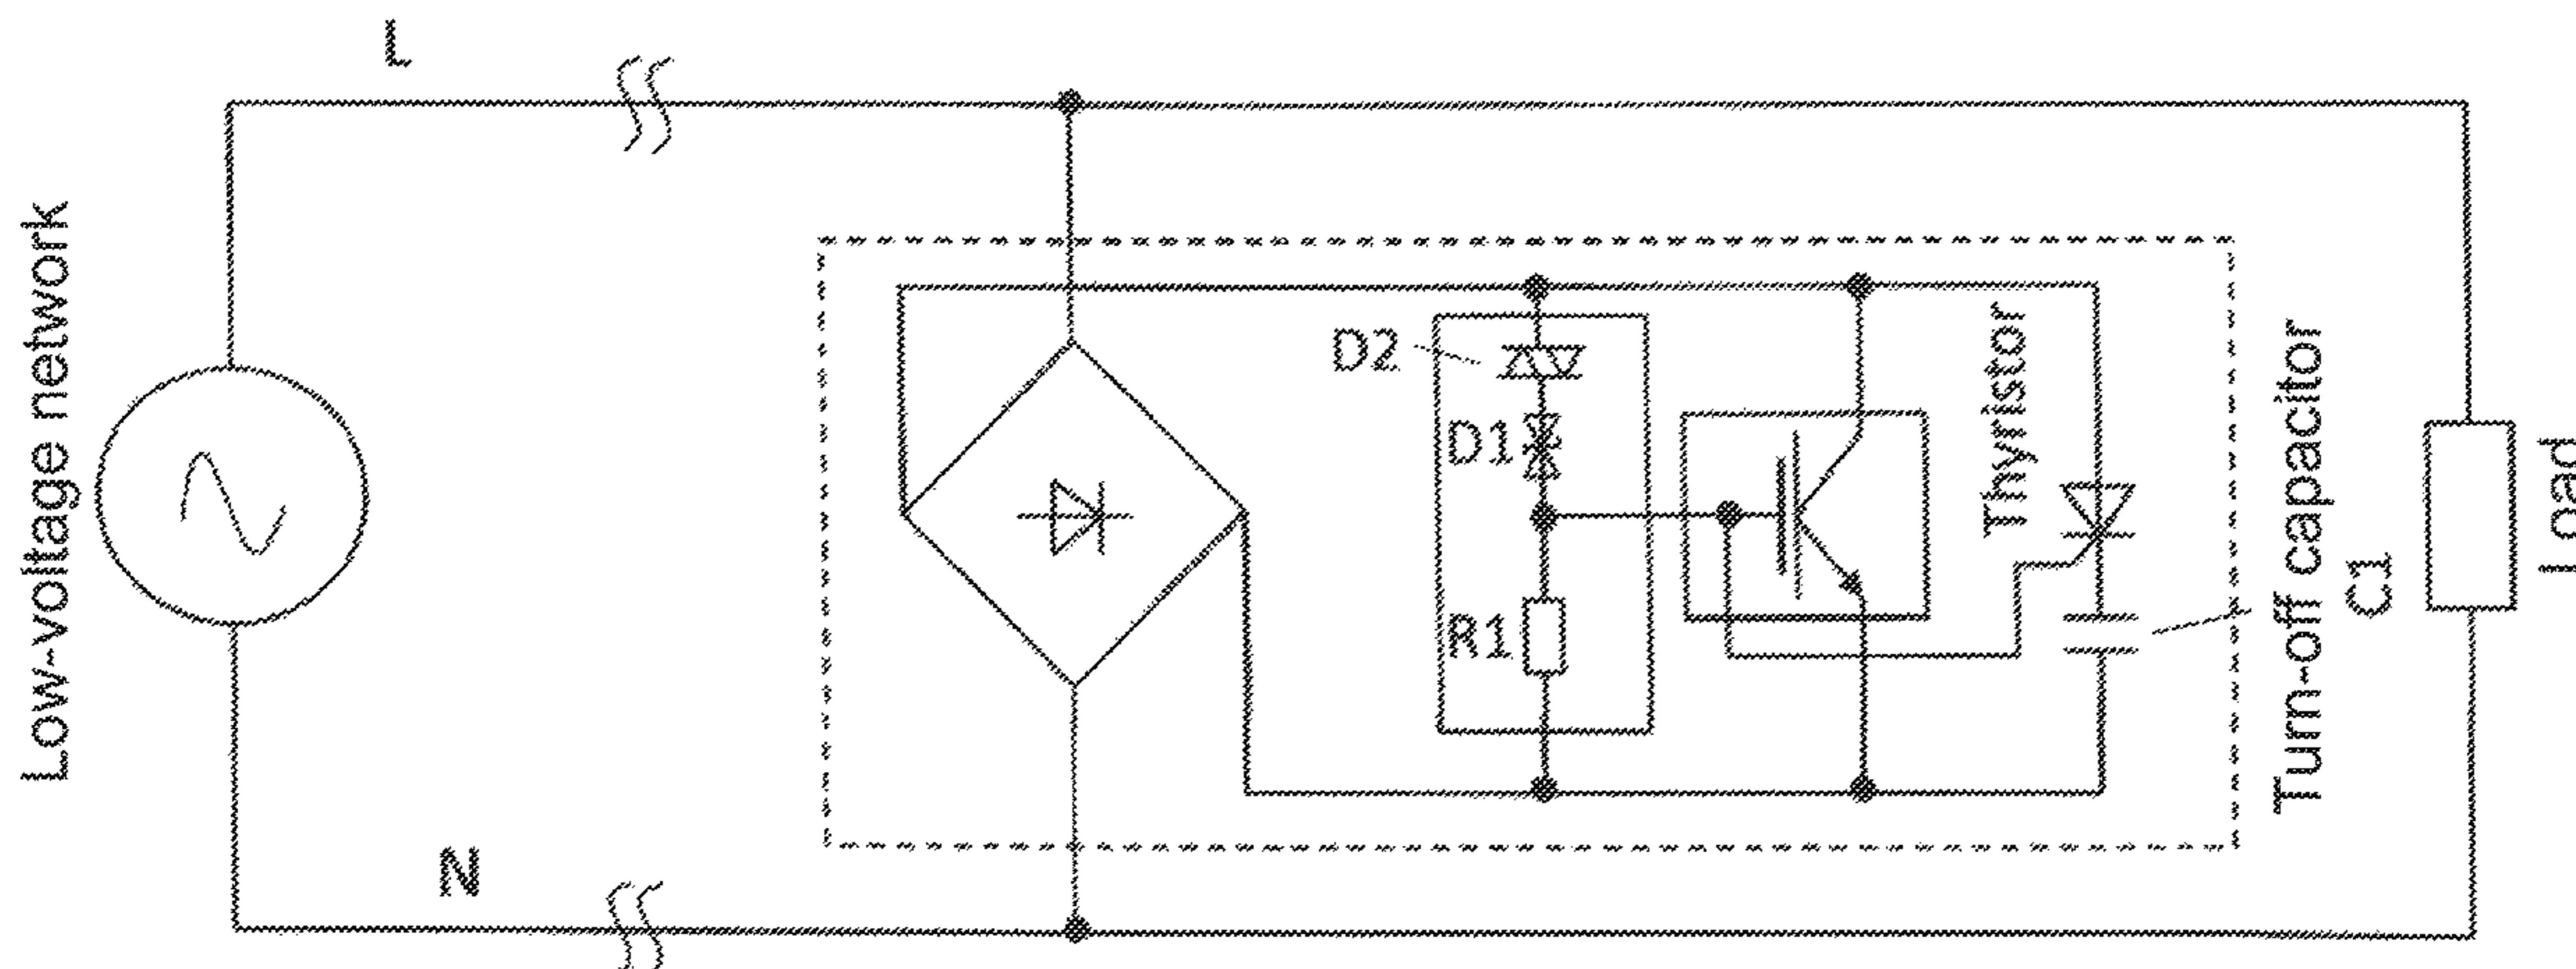 L
Low-voltage network
D2
D1
R1
Thyristor
Turn-off capacitor
C1
Load
N